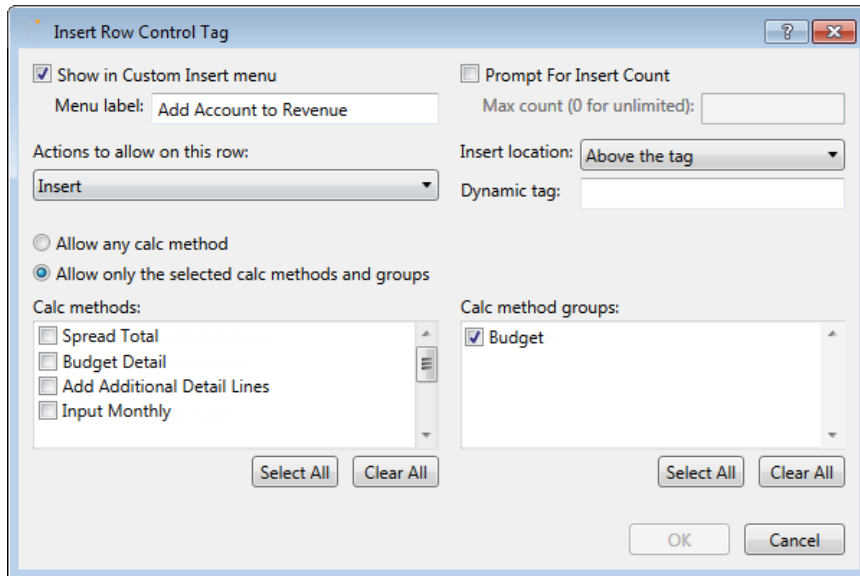 Insert Row Control Tag
Show in Custom Insert menu
Menu label: Add Account to Revenue
Prompt For Insert Count
Max count (0 for unlimited):
Actions to allow on this row:
Insert
Insert location: Above the tag
Dynamic tag:
Allow any calc method
Allow only the selected calc methods and groups
Calc methods:
Spread Total
Budget Detail
Add Additional Detail Lines
Input Monthly
Select All Clear All
Calc method groups:
Budget
Select All Clear All
OK Cancel